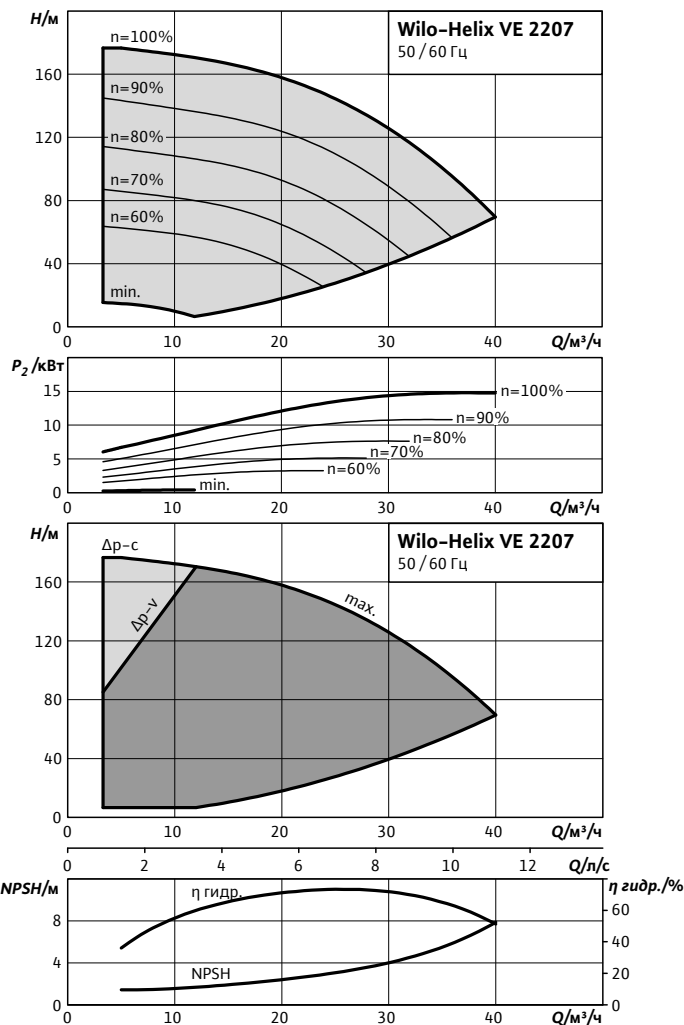 H/м
Wilo-Helix VE 2207
50/60 Гц
n=100%
160
n=90%
120
n=80%
80
n=70%
n=60%
40
min.
0
0 10 20 30 40 Q/м³/ч
P2/кВт
15
n=100%
10
n=90%
n=80%
5
n=70%
n=60%
min.
0
0 10 20 30 40 Q/м³/ч
H/м
Δp-c
Wilo-Helix VE 2207
50/60 Гц
160
Δp-v
max.
120
80
40
0
0 10 20 30 40 Q/м³/ч
0 2 4 6 8 10 12 Q/л/с
NPSH/м
η гидр.
η гидр./%
8
60
40
4
NPSH
20
0
0
0 10 20 30 40 Q/м³/ч